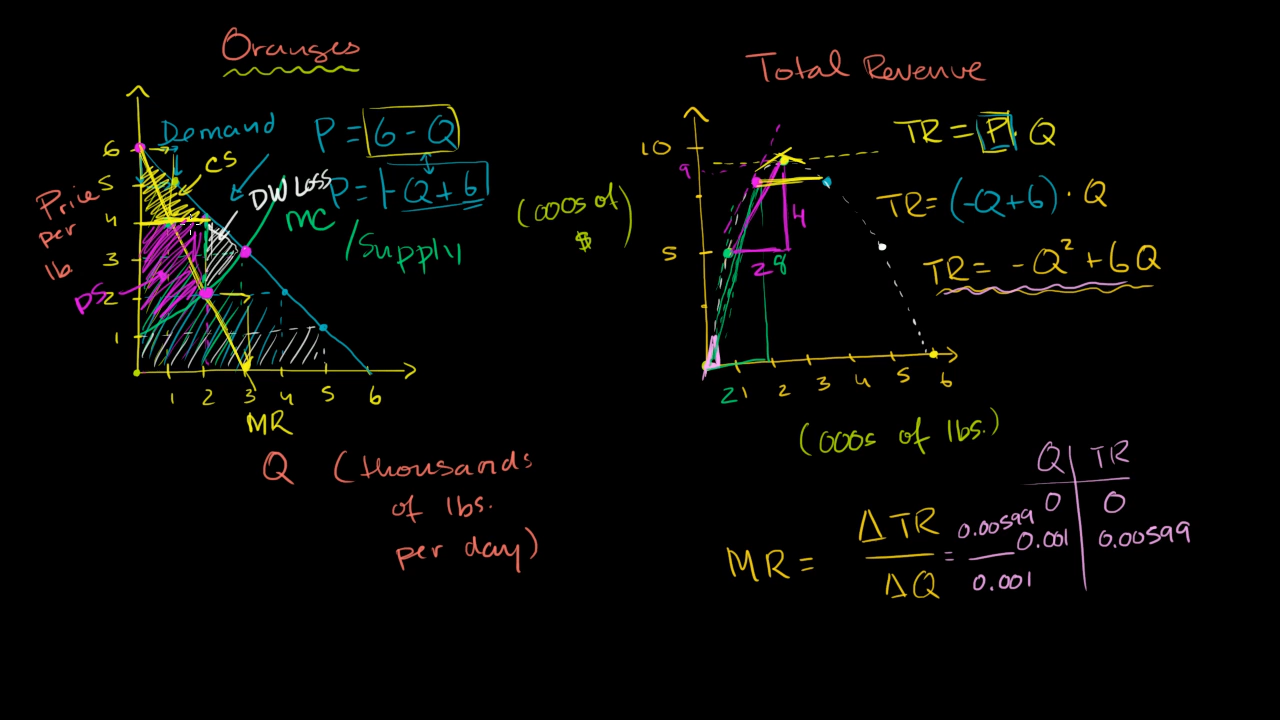 Oranges
Demand
P = 6 - Q
P = -Q + 6
CS
DW Loss
MC
/Supply
Price
per
lb
PS
6
5
4
3
2
1
1 2 3 4 5 6
MR
Q (thousands
of lbs.
per day)
Total Revenue
TR = P · Q
TR = (-Q+6) · Q
TR = -Q² + 6Q
(000s of
$)
10
9
5
4
2 8
2 1 2 3 4 5 6
(000s of lbs.)
Q TR
0 0
0.001 0.00599
MR = ΔTR / ΔQ = 0.00599 / 0.001